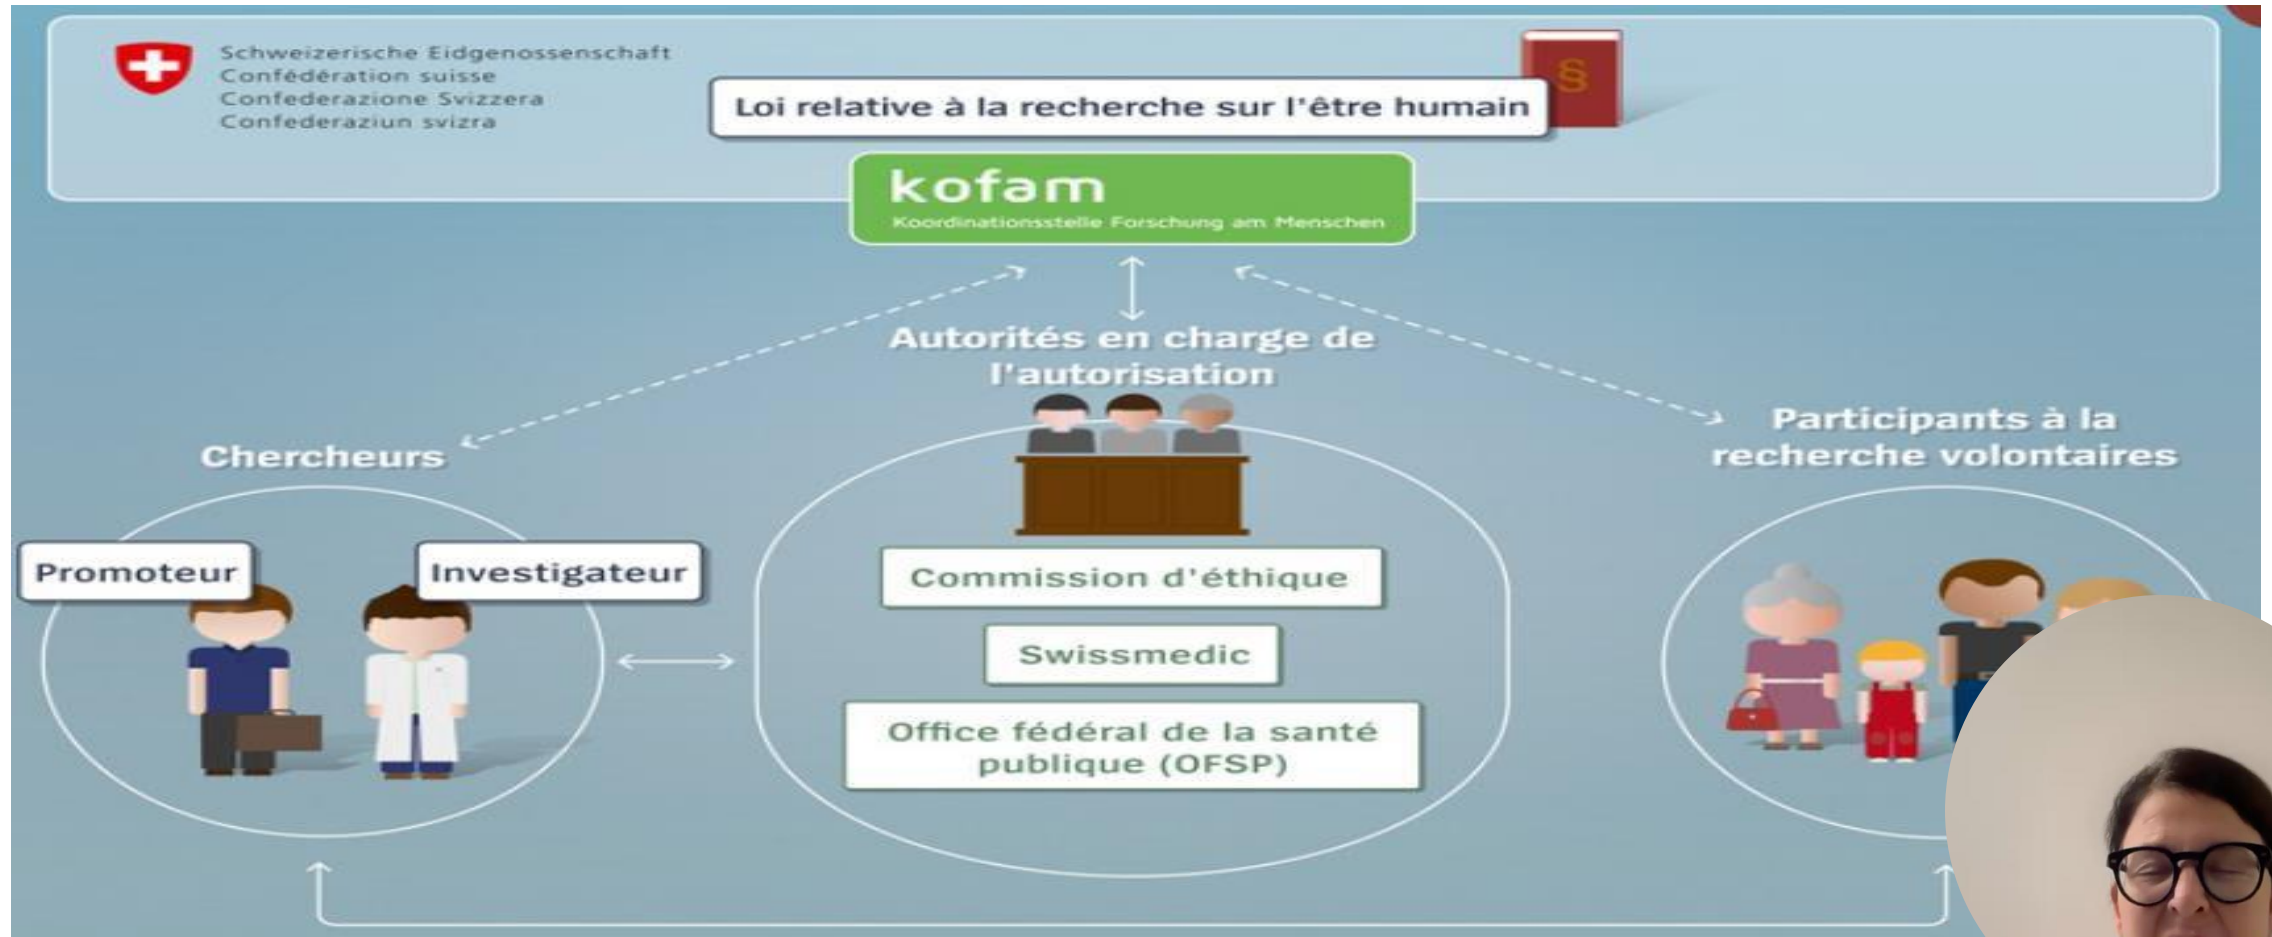 Schweizerische Eidgenossenschaft
Confédération suisse
Confederazione Svizzera
Confederaziun svizra
Loi relative à la recherche sur l'être humain
§
kofam
Koordinationsstelle Forschung am Menschen
Autorités en charge de
l'autorisation
Chercheurs
Participants à la
recherche volontaires
Promoteur
Investigateur
Commission d'éthique
Swissmedic
Office fédéral de la santé
publique (OFSP)